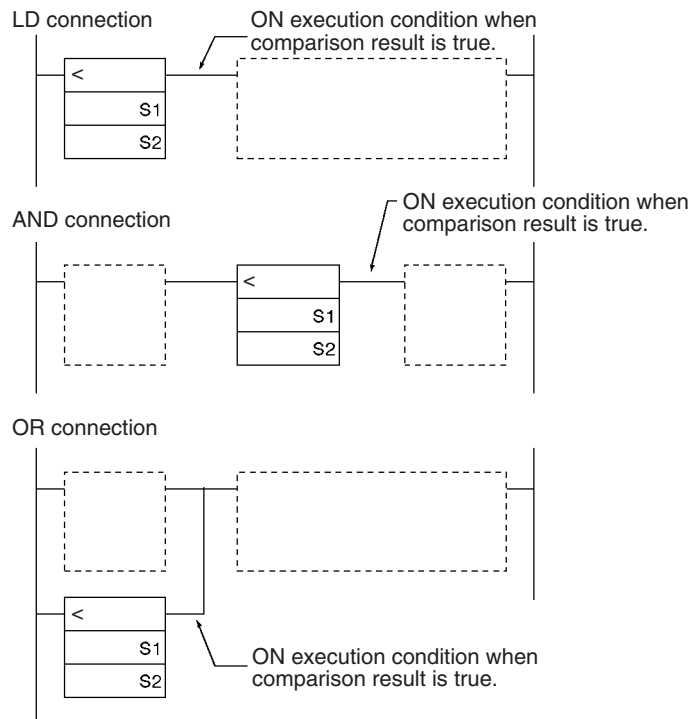 LD connection
ON execution condition when
comparison result is true.
<
S1
S2
ON execution condition when
comparison result is true.
AND connection
<
S1
S2
OR connection
<
S1
S2
ON execution condition when
comparison result is true.